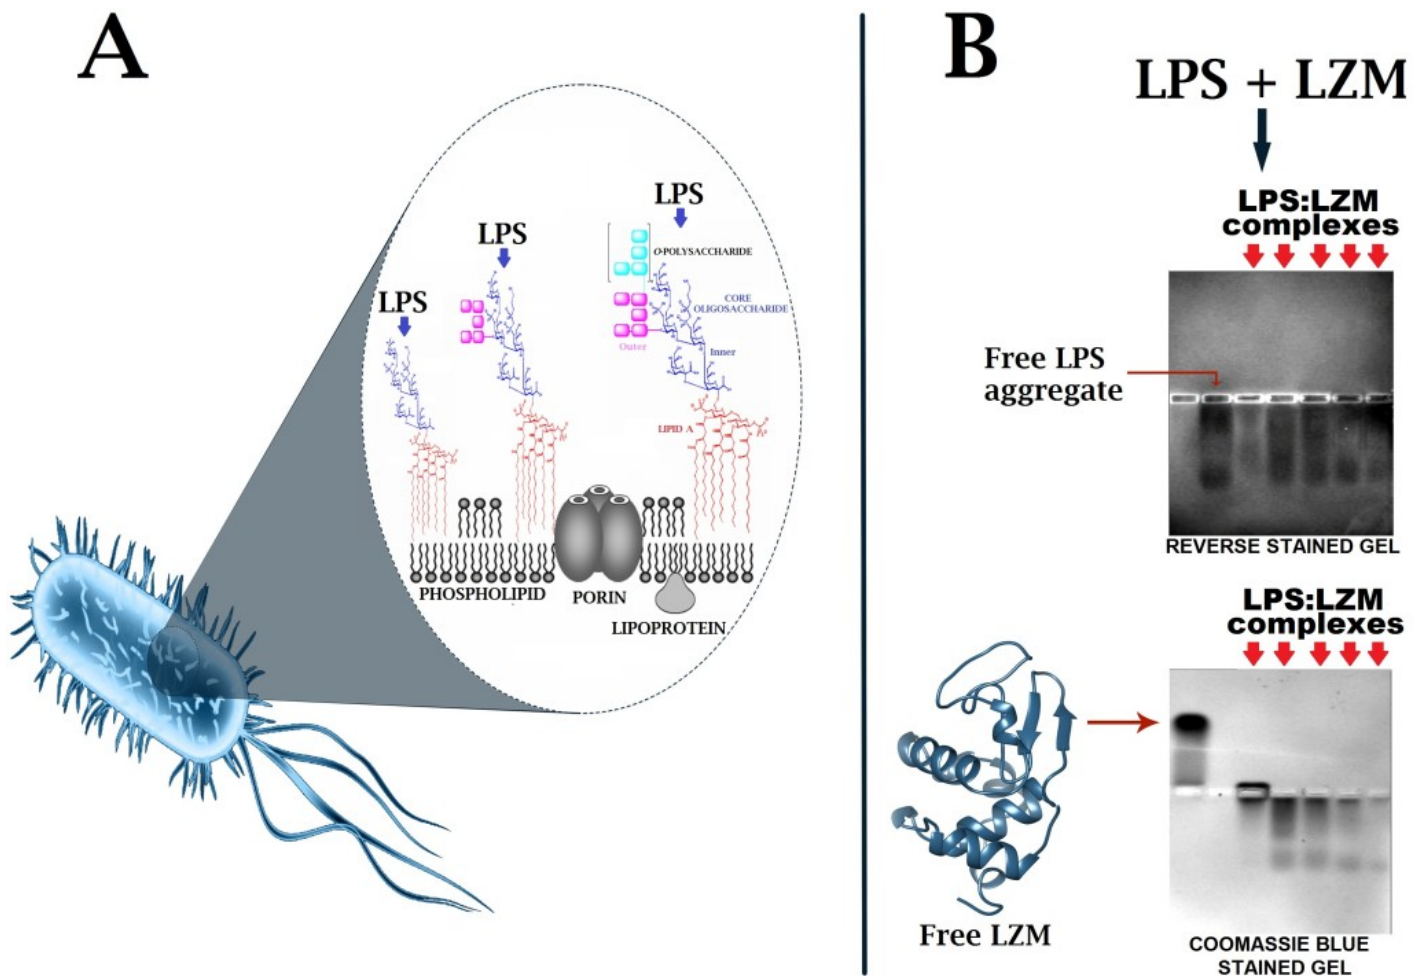 A
LPS
LPS
LPS
O-POLYSACCHARIDE
CORE
OLIGOSACCHARIDE
Outer
Inner
LIPID A
PHOSPHOLIPID
PORIN
LIPOPROTEIN
B
LPS + LZM
LPS:LZM
complexes
Free LPS
aggregate
REVERSE STAINED GEL
LPS:LZM
complexes
Free LZM
COOMASSIE BLUE
STAINED GEL